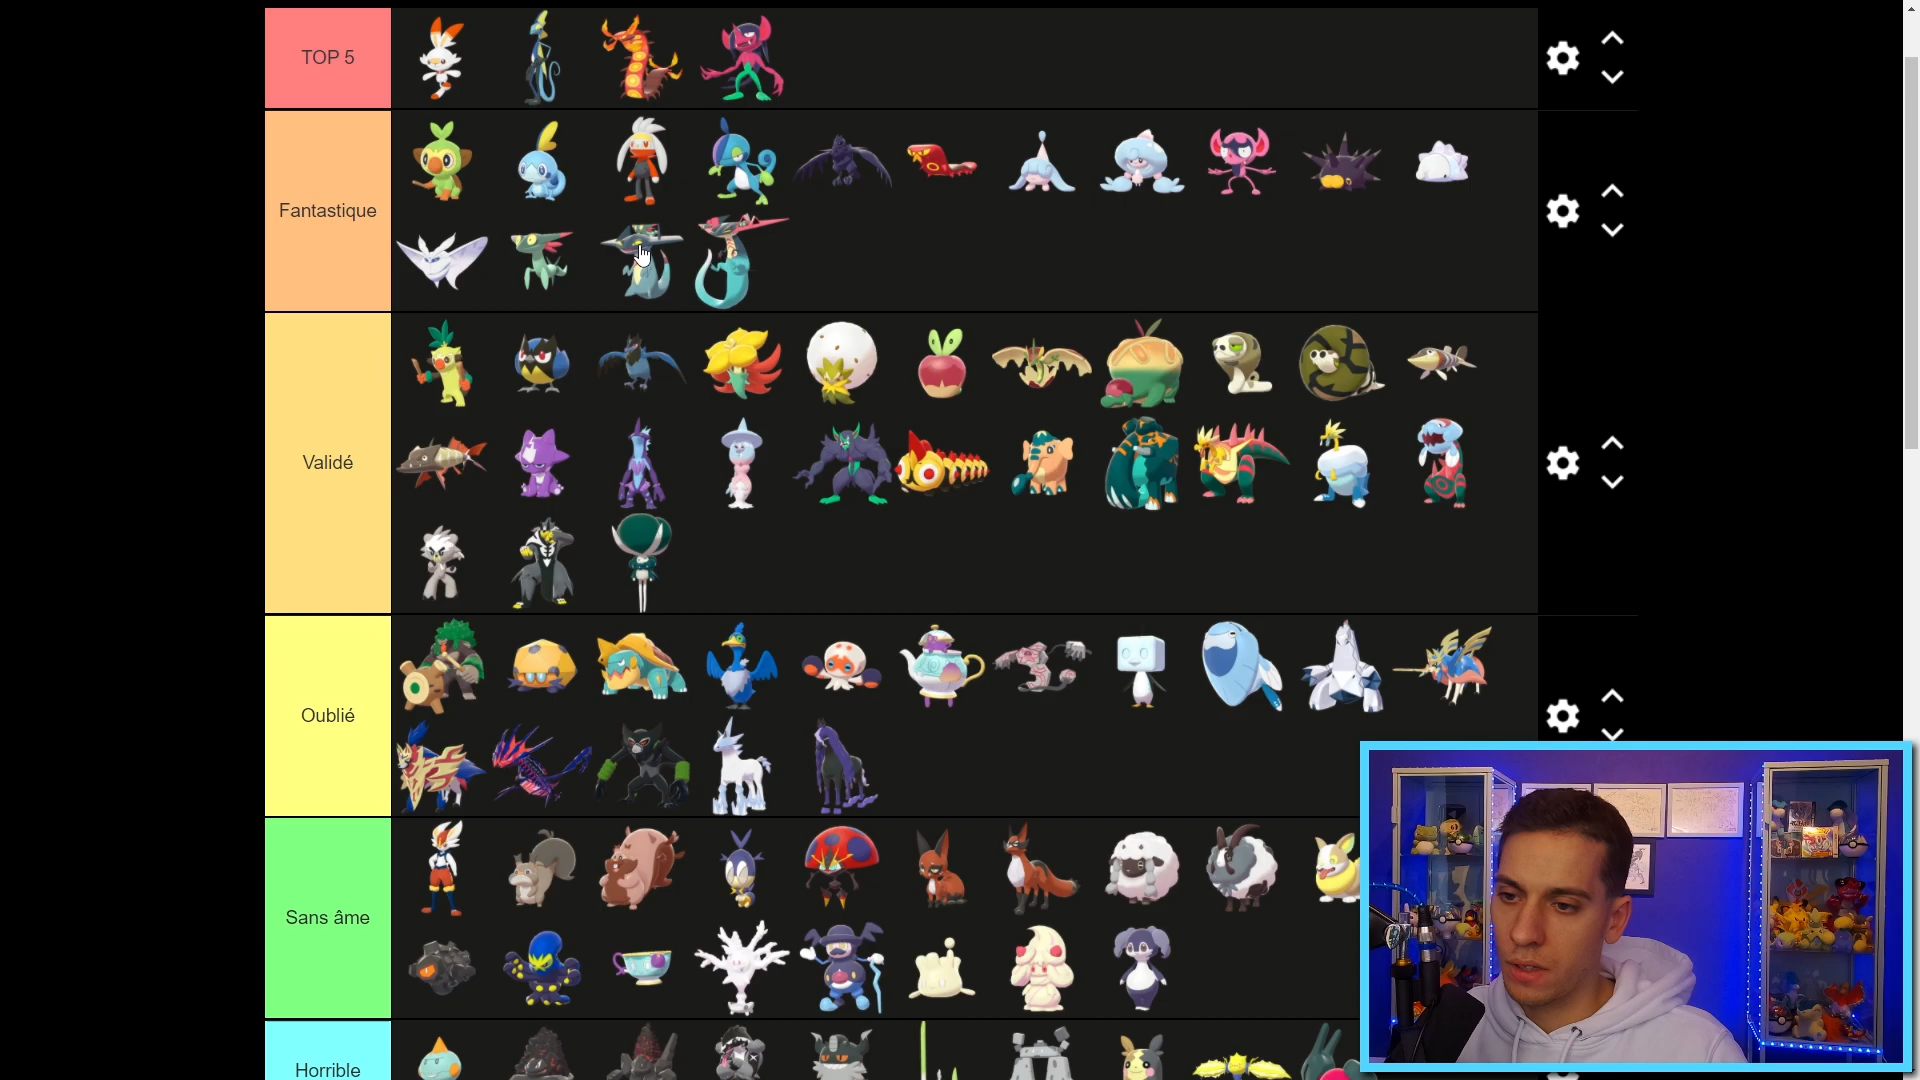 TOP 5
Fantastique
Validé
Oublié
Sans âme
Horrible